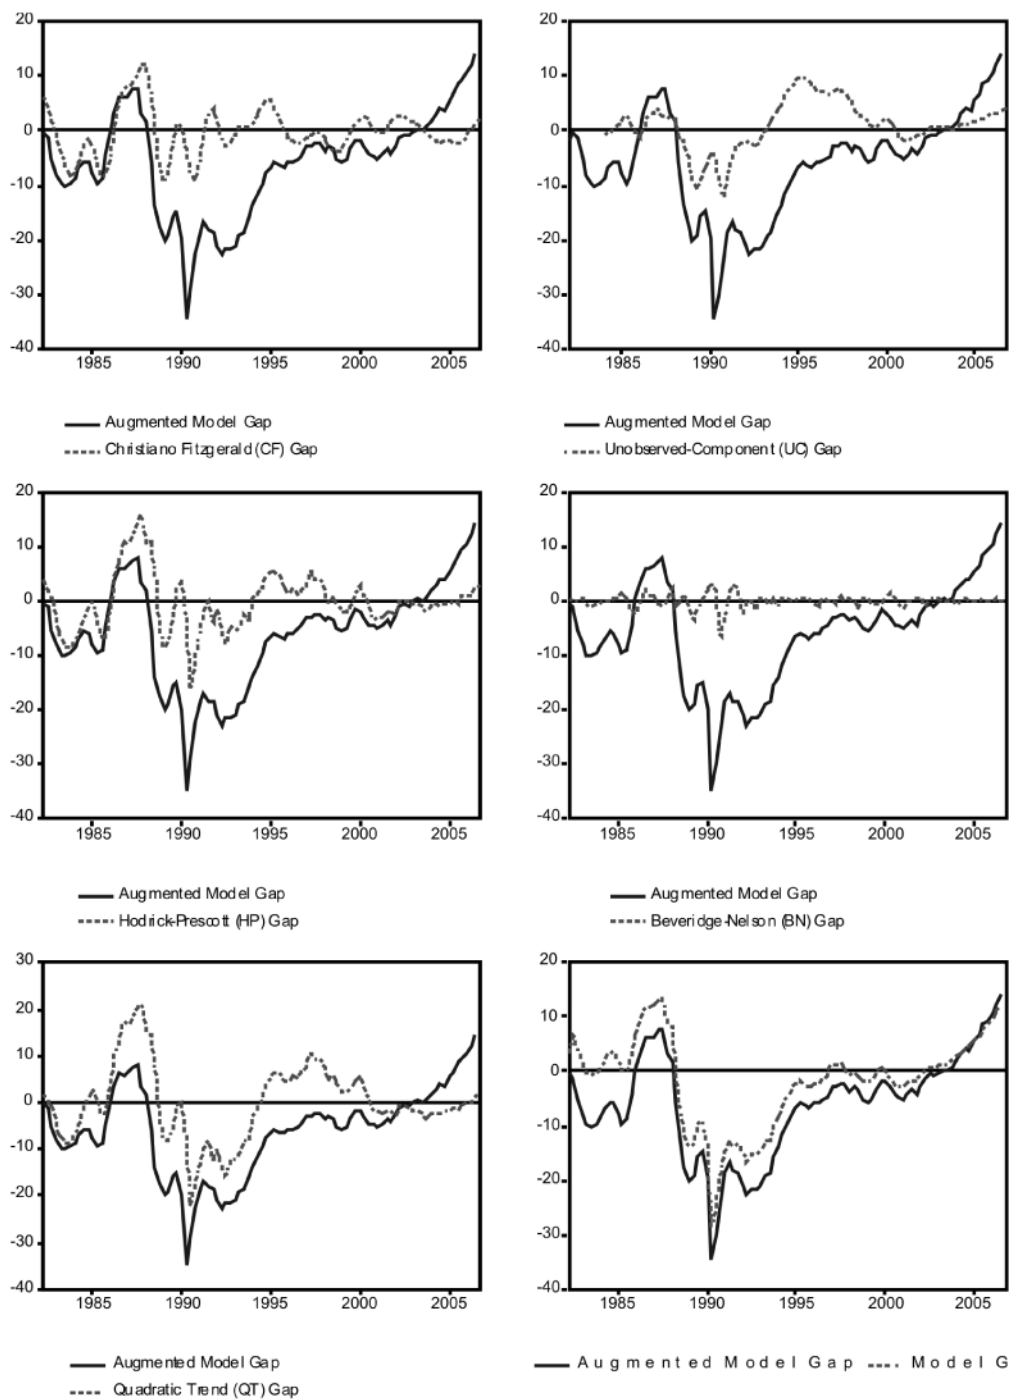 20
10
0
-10
-20
-30
-40
1985 1990 1995 2000 2005
Augmented Model Gap
Christiano Fitzgerald (CF) Gap
20
10
0
-10
-20
-30
-40
1985 1990 1995 2000 2005
Augmented Model Gap
Unobserved-Component (UC) Gap
20
10
0
-10
-20
-30
-40
1985 1990 1995 2000 2005
Augmented Model Gap
Hodrick-Prescott (HP) Gap
20
10
0
-10
-20
-30
-40
1985 1990 1995 2000 2005
Augmented Model Gap
Beveridge-Nelson (BN) Gap
30
20
10
0
-10
-20
-30
-40
1985 1990 1995 2000 2005
Augmented Model Gap
Quadratic Trend (QT) Gap
20
10
0
-10
-20
-30
-40
1985 1990 1995 2000 2005
Augmented Model Gap Model G